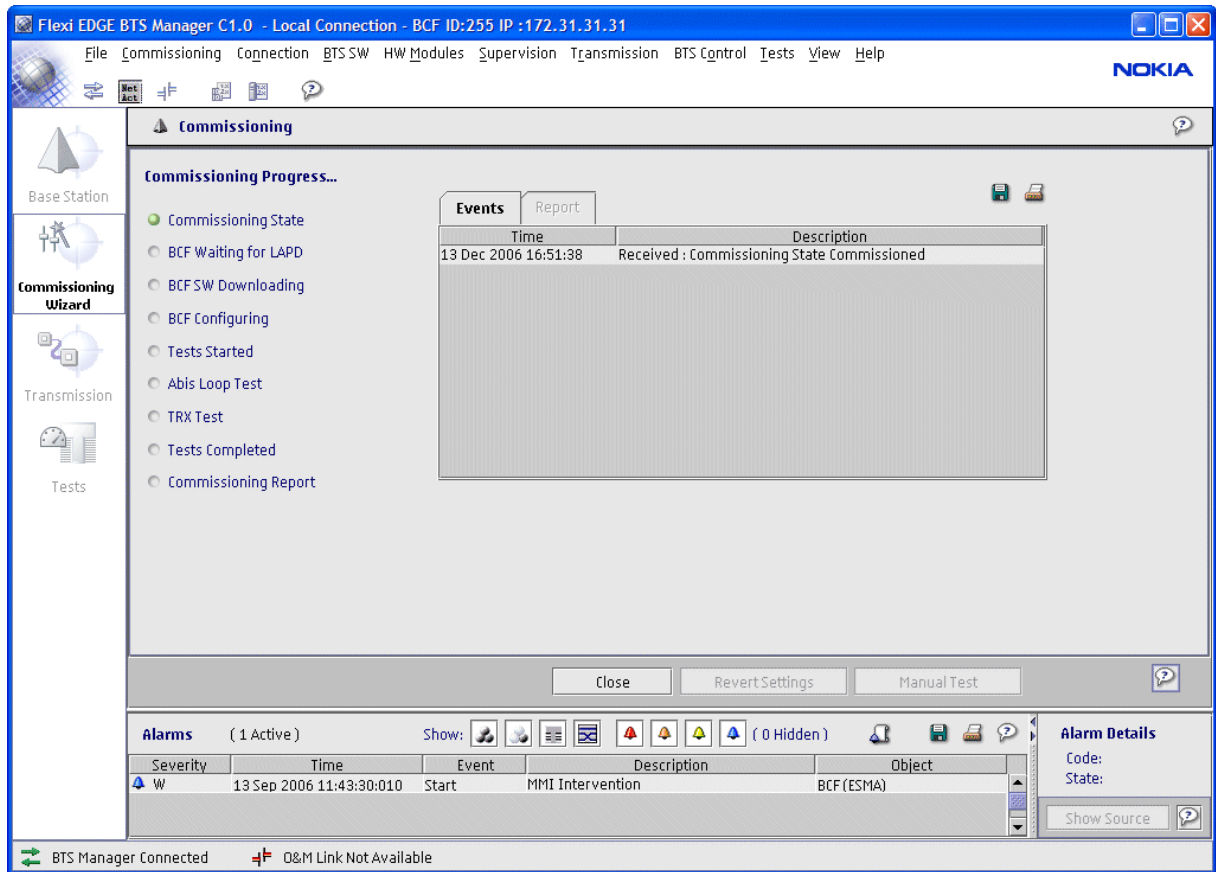 Flexi EDGE BTS Manager C1.0 - Local Connection - BCF ID:255 IP :172.31.31.31
File Commissioning Connection BTS SW HW Modules Supervision Transmission BTS Control Tests View Help
NOKIA
Net Act
Commissioning
Base Station
Commissioning Wizard
Transmission
Tests
Commissioning Progress...
Commissioning State
BCF Waiting for LAPD
BCF SW Downloading
BCF Configuring
Tests Started
Abis Loop Test
TRX Test
Tests Completed
Commissioning Report
Events Report
Time Description
13 Dec 2006 16:51:38 Received : Commissioning State Commissioned
Close Revert Settings Manual Test
Alarms ( 1 Active ) Show: ( 0 Hidden )
Severity Time Event Description Object
W 13 Sep 2006 11:43:30:010 Start MMI Intervention BCF(ESMA)
Alarm Details
Code:
State:
Show Source
BTS Manager Connected O&M Link Not Available